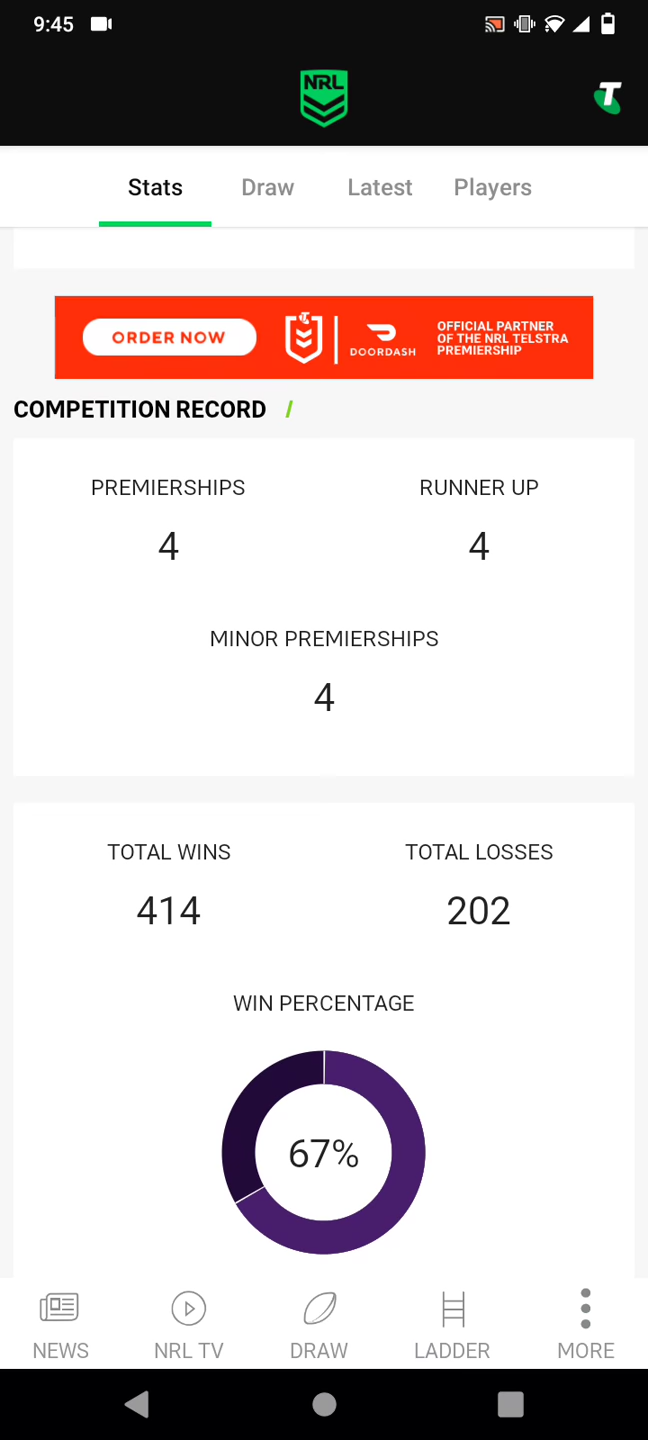 9:45
NRL
T
Stats
Draw
Latest
Players
ORDER NOW
DOORDASH
OFFICIAL PARTNER
OF THE NRL TELSTRA
PREMIERSHIP
COMPETITION RECORD /
PREMIERSHIPS
RUNNER UP
4
4
MINOR PREMIERSHIPS
4
TOTAL WINS
TOTAL LOSSES
414
202
WIN PERCENTAGE
67%
NEWS
NRL TV
DRAW
LADDER
MORE